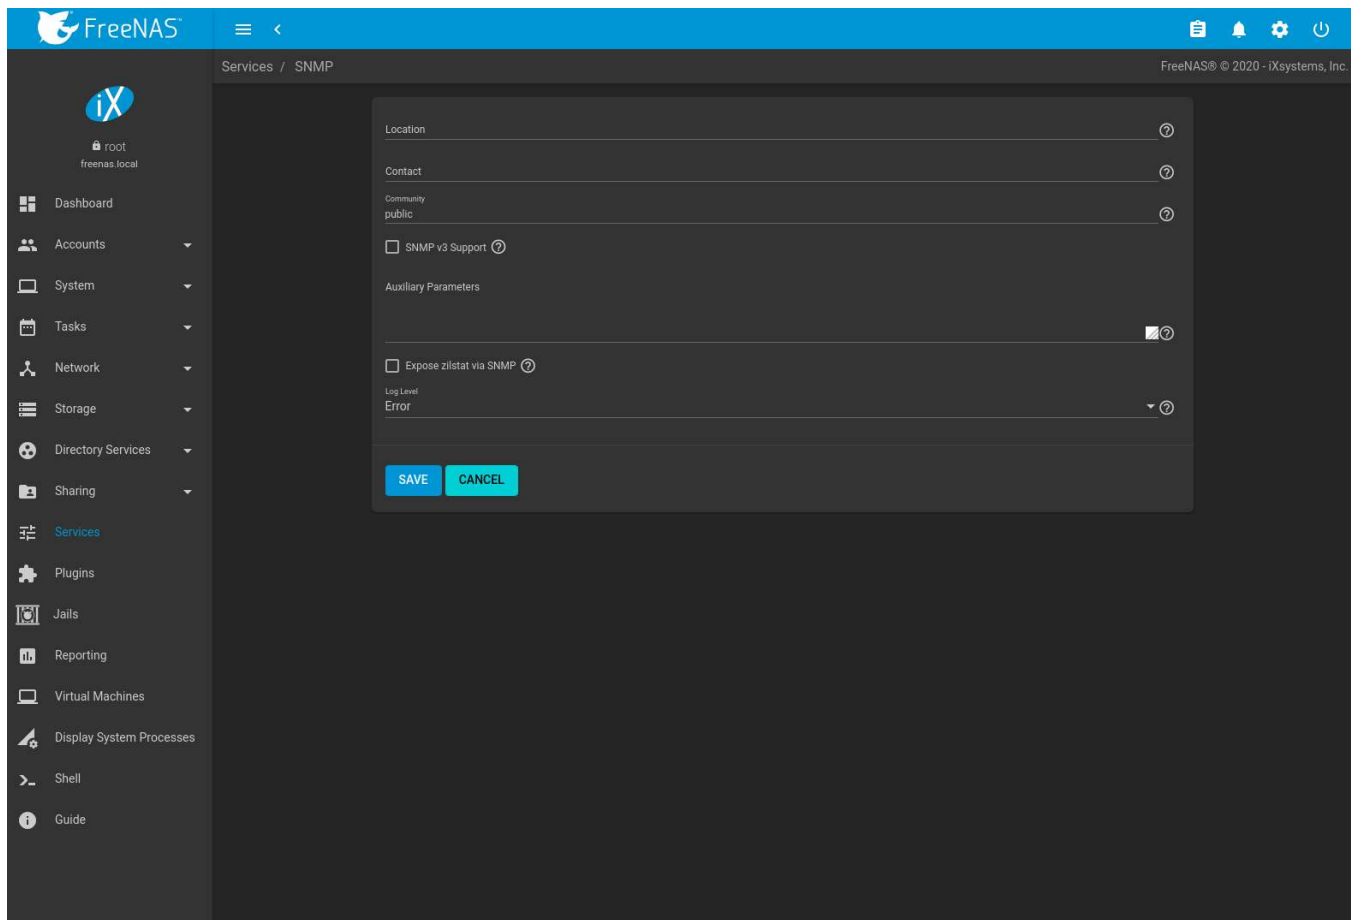 FreeNAS®
Services / SNMP
FreeNAS® © 2020 - iXsystems, Inc.
iX
root
freenas.local
Dashboard
Accounts
System
Tasks
Network
Storage
Directory Services
Sharing
Services
Plugins
Jails
Reporting
Virtual Machines
Display System Processes
Shell
Guide
Location
Contact
Community
public
SNMP v3 Support
Auxiliary Parameters
Expose zilstat via SNMP
Log Level
Error
SAVE
CANCEL